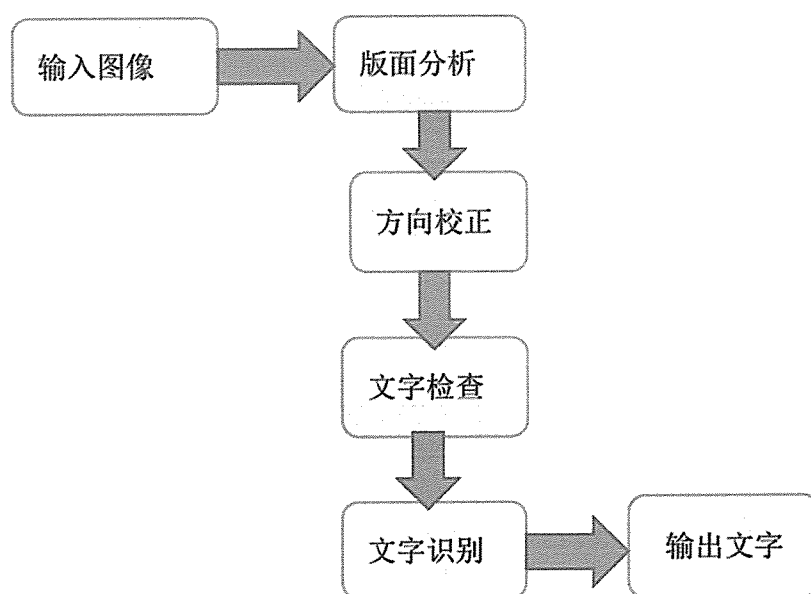 输入图像
版面分析
方向校正
文字检查
文字识别
输出文字